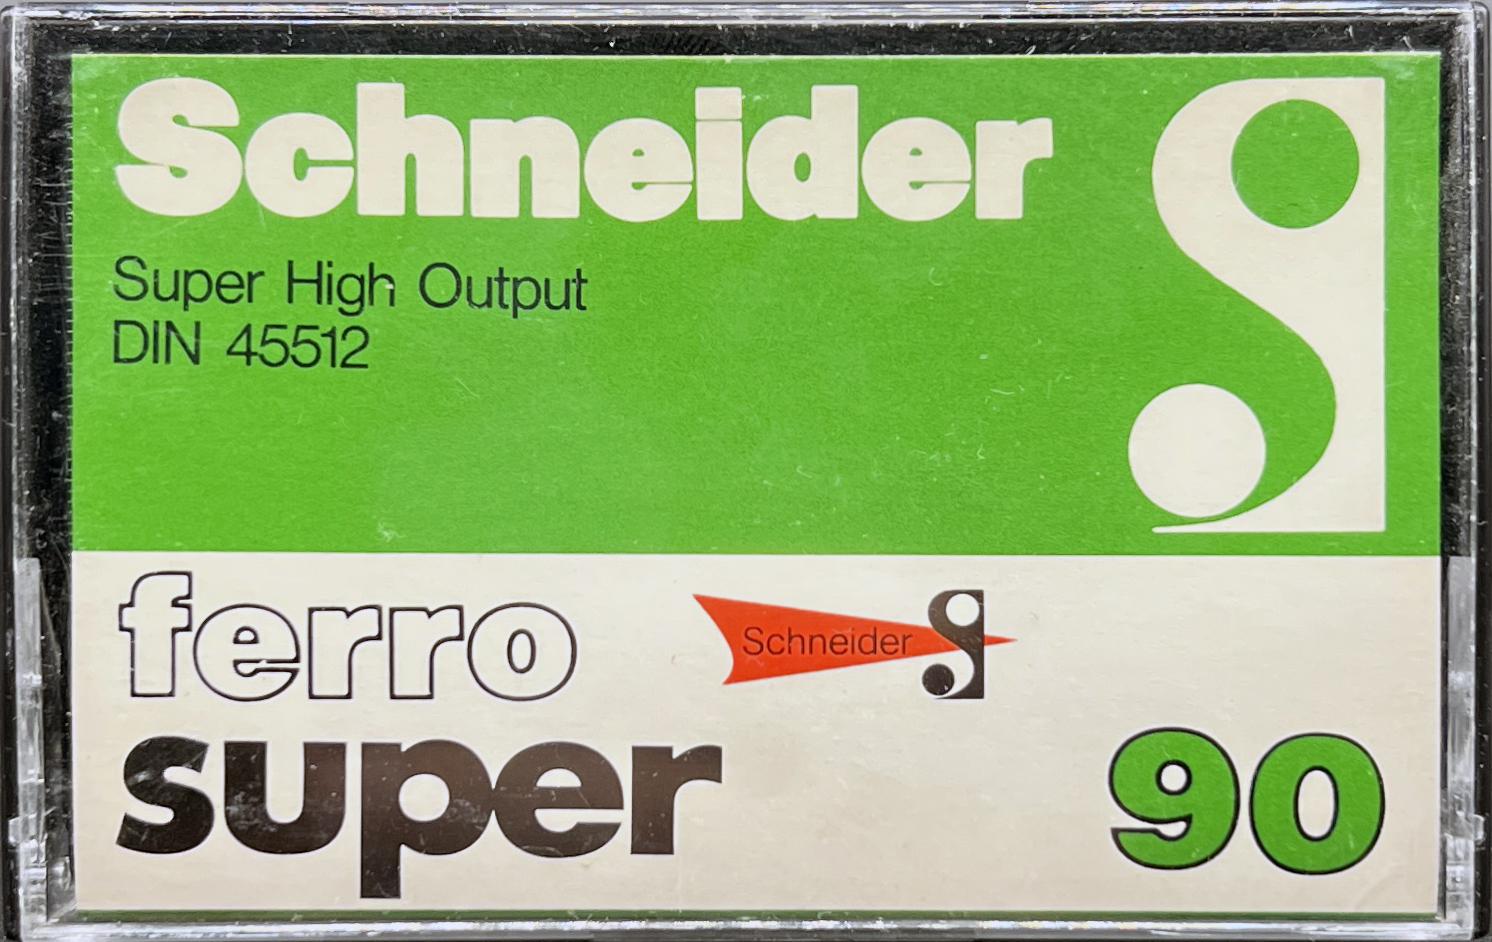 Schneider
Super High Output
DIN 45512
ferro
Schneider
super
90